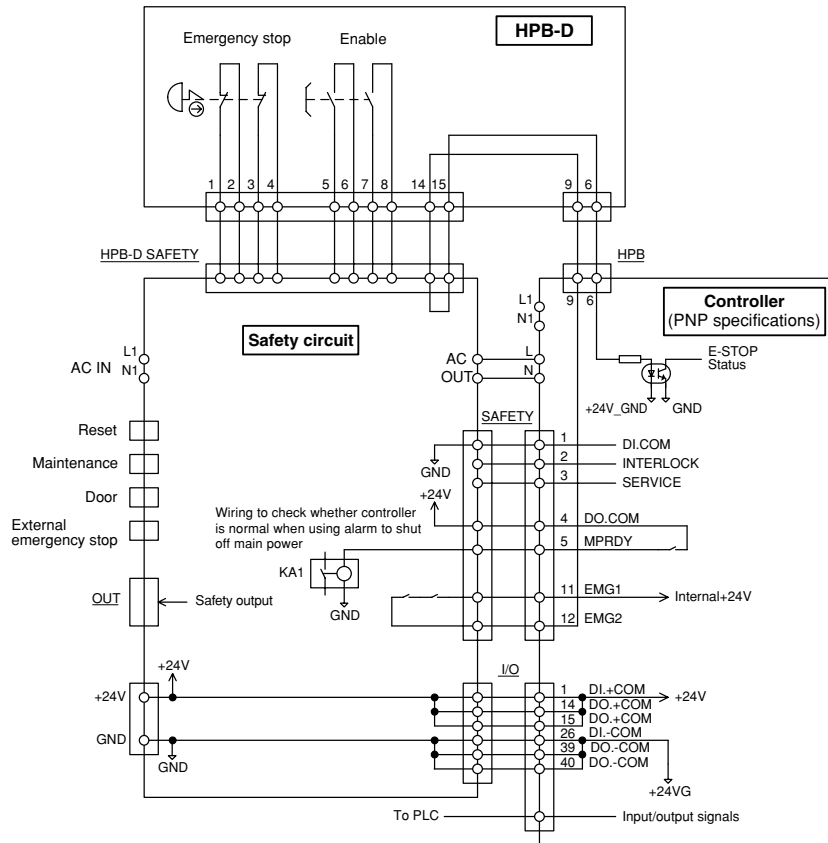 HPB-D
Emergency stop
Enable
1 2 3 4 5 6 7 8 14 15 9 6
HPB-D SAFETY
HPB
9 6
Controller
(PNP specifications)
L1
N1
Safety circuit
E-STOP
Status
+24V_GND
GND
AC IN
L1
N1
AC
OUT
L
N
SAFETY
Reset
Maintenance
Door
External
emergency stop
GND
+24V
1 DI.COM
2 INTERLOCK
3 SERVICE
4 DO.COM
5 MPRDY
Wiring to check whether controller
is normal when using alarm to shut
off main power
KA1
GND
11 EMG1
Internal+24V
12 EMG2
OUT
Safety output
I/O
+24V
+24V
GND
GND
1 DI.+COM
+24V
14 DO.+COM
15 DO.+COM
26 DI.-COM
39 DO.-COM
40 DO.-COM
+24VG
To PLC
Input/output signals